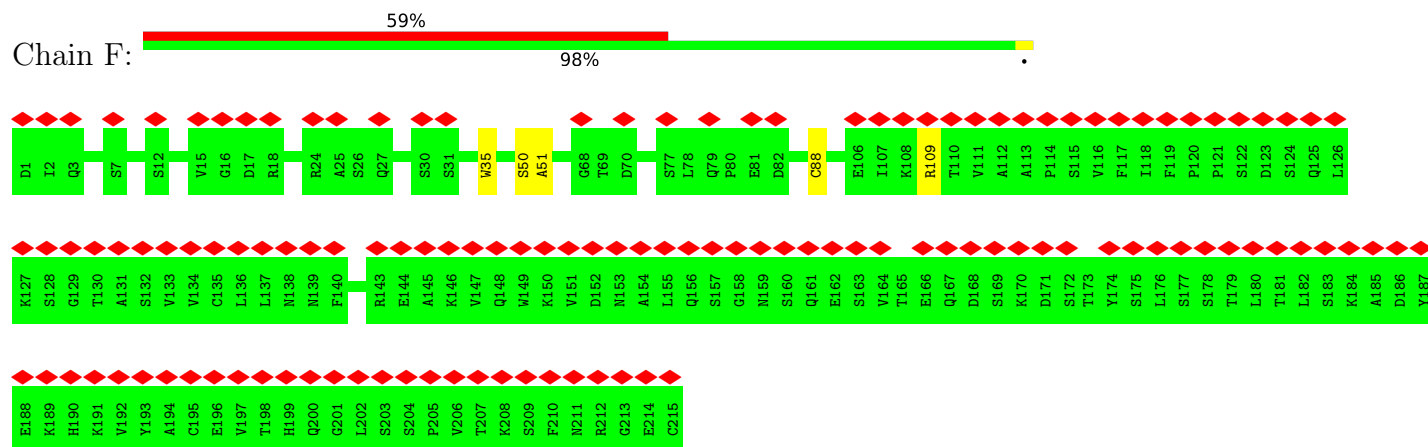 59%
Chain F:
98%
•
D1 I2 Q3 S7 S12 V15 G16 D17 R18 R24 A25 S26 Q27 S30 S31 W35 S50 A51 G68 T69 D70 S77 L78 Q79 P80 E81 D82 C88 E106 I107 K108 R109 T110 V111 A112 A113 P114 S115 V116 F117 I118 F119 P120 P121 S122 D123 S124 Q125 L126
K127 S128 G129 T130 A131 S132 V133 V134 C135 L136 L137 N138 N139 F140 R143 E144 A145 K146 V147 Q148 W149 K150 V151 D152 N153 A154 L155 Q156 S157 G158 N159 S160 Q161 E162 S163 V164 T165 E166 Q167 D168 S169 K170 D171 S172 T173 Y174 S175 L176 S177 S178 T179 L180 T181 L182 S183 K184 A185 D186 Y187
E188 K189 H190 K191 V192 Y193 A194 C195 E196 V197 T198 H199 Q200 G201 L202 S203 S204 P205 V206 T207 K208 S209 F210 N211 R212 G213 E214 C215